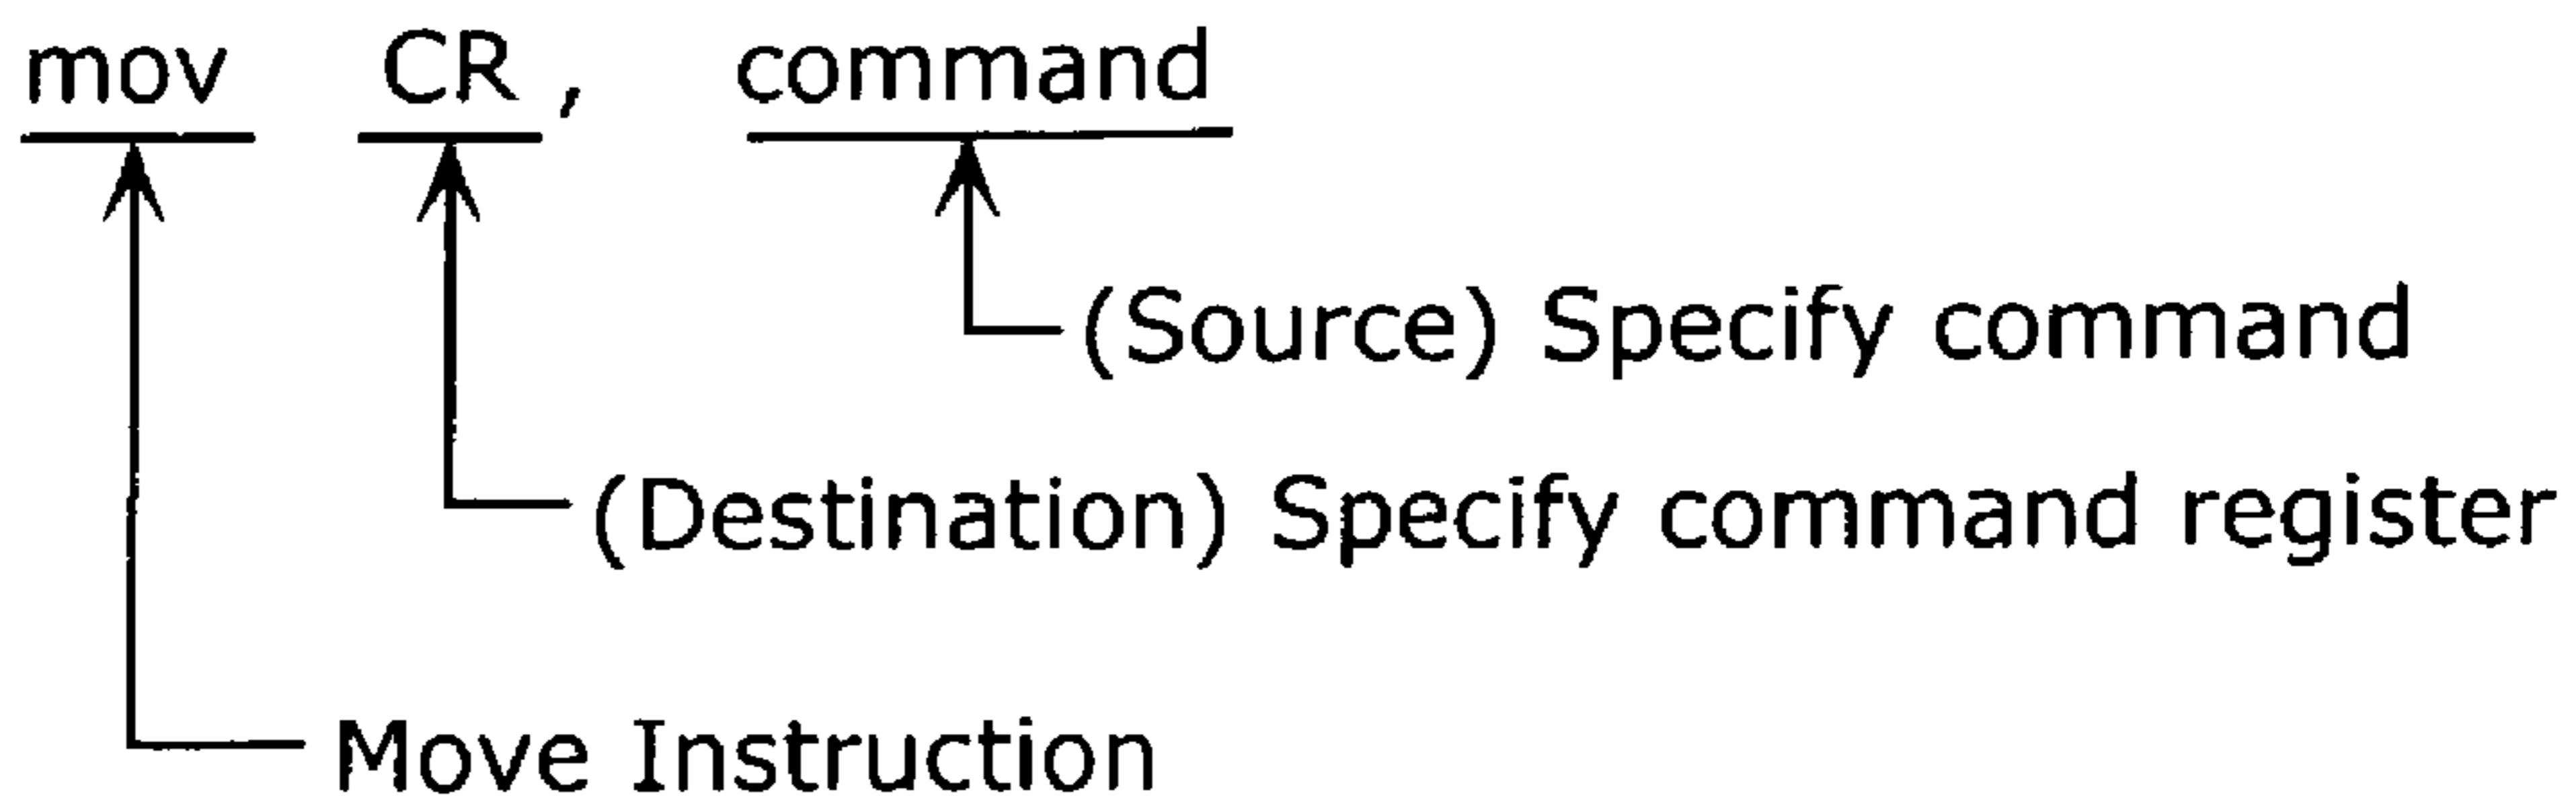 mov CR, command
(Source) Specify command
(Destination) Specify command register
Move Instruction